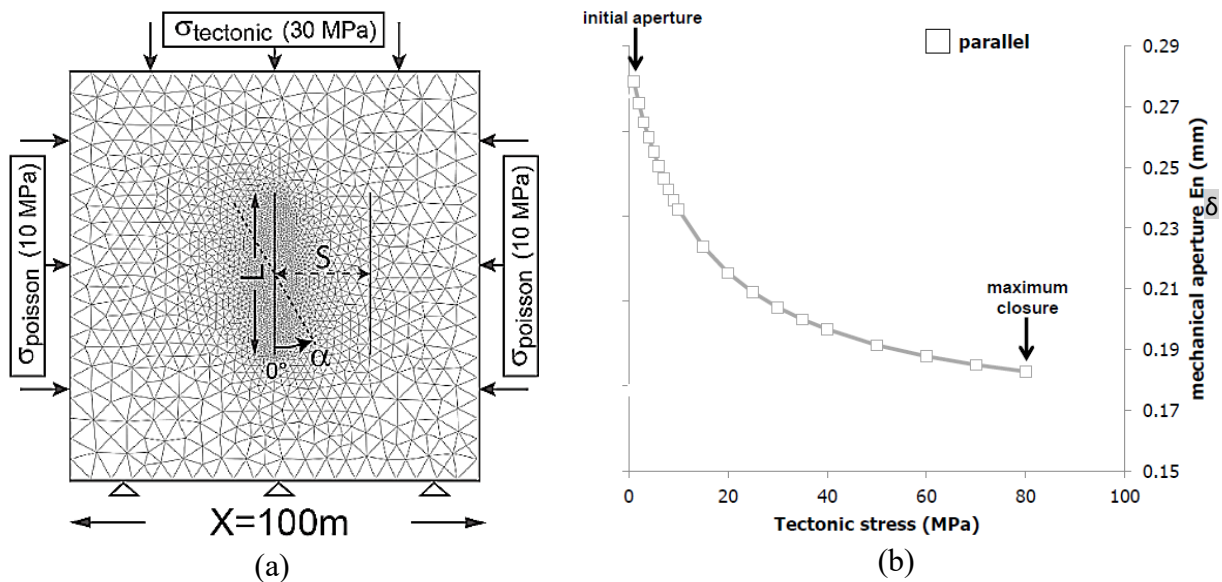 σtectonic (30 MPa)
σpoisson (10 MPa)
σpoisson (10 MPa)
L
S
0°
α
X=100m
(a)
initial aperture
parallel
maximum
closure
0.29
0.27
0.25
0.23
0.21
0.19
0.17
0.15
mechanical aperture En (mm)
δ
0
20
40
60
80
100
Tectonic stress (MPa)
(b)